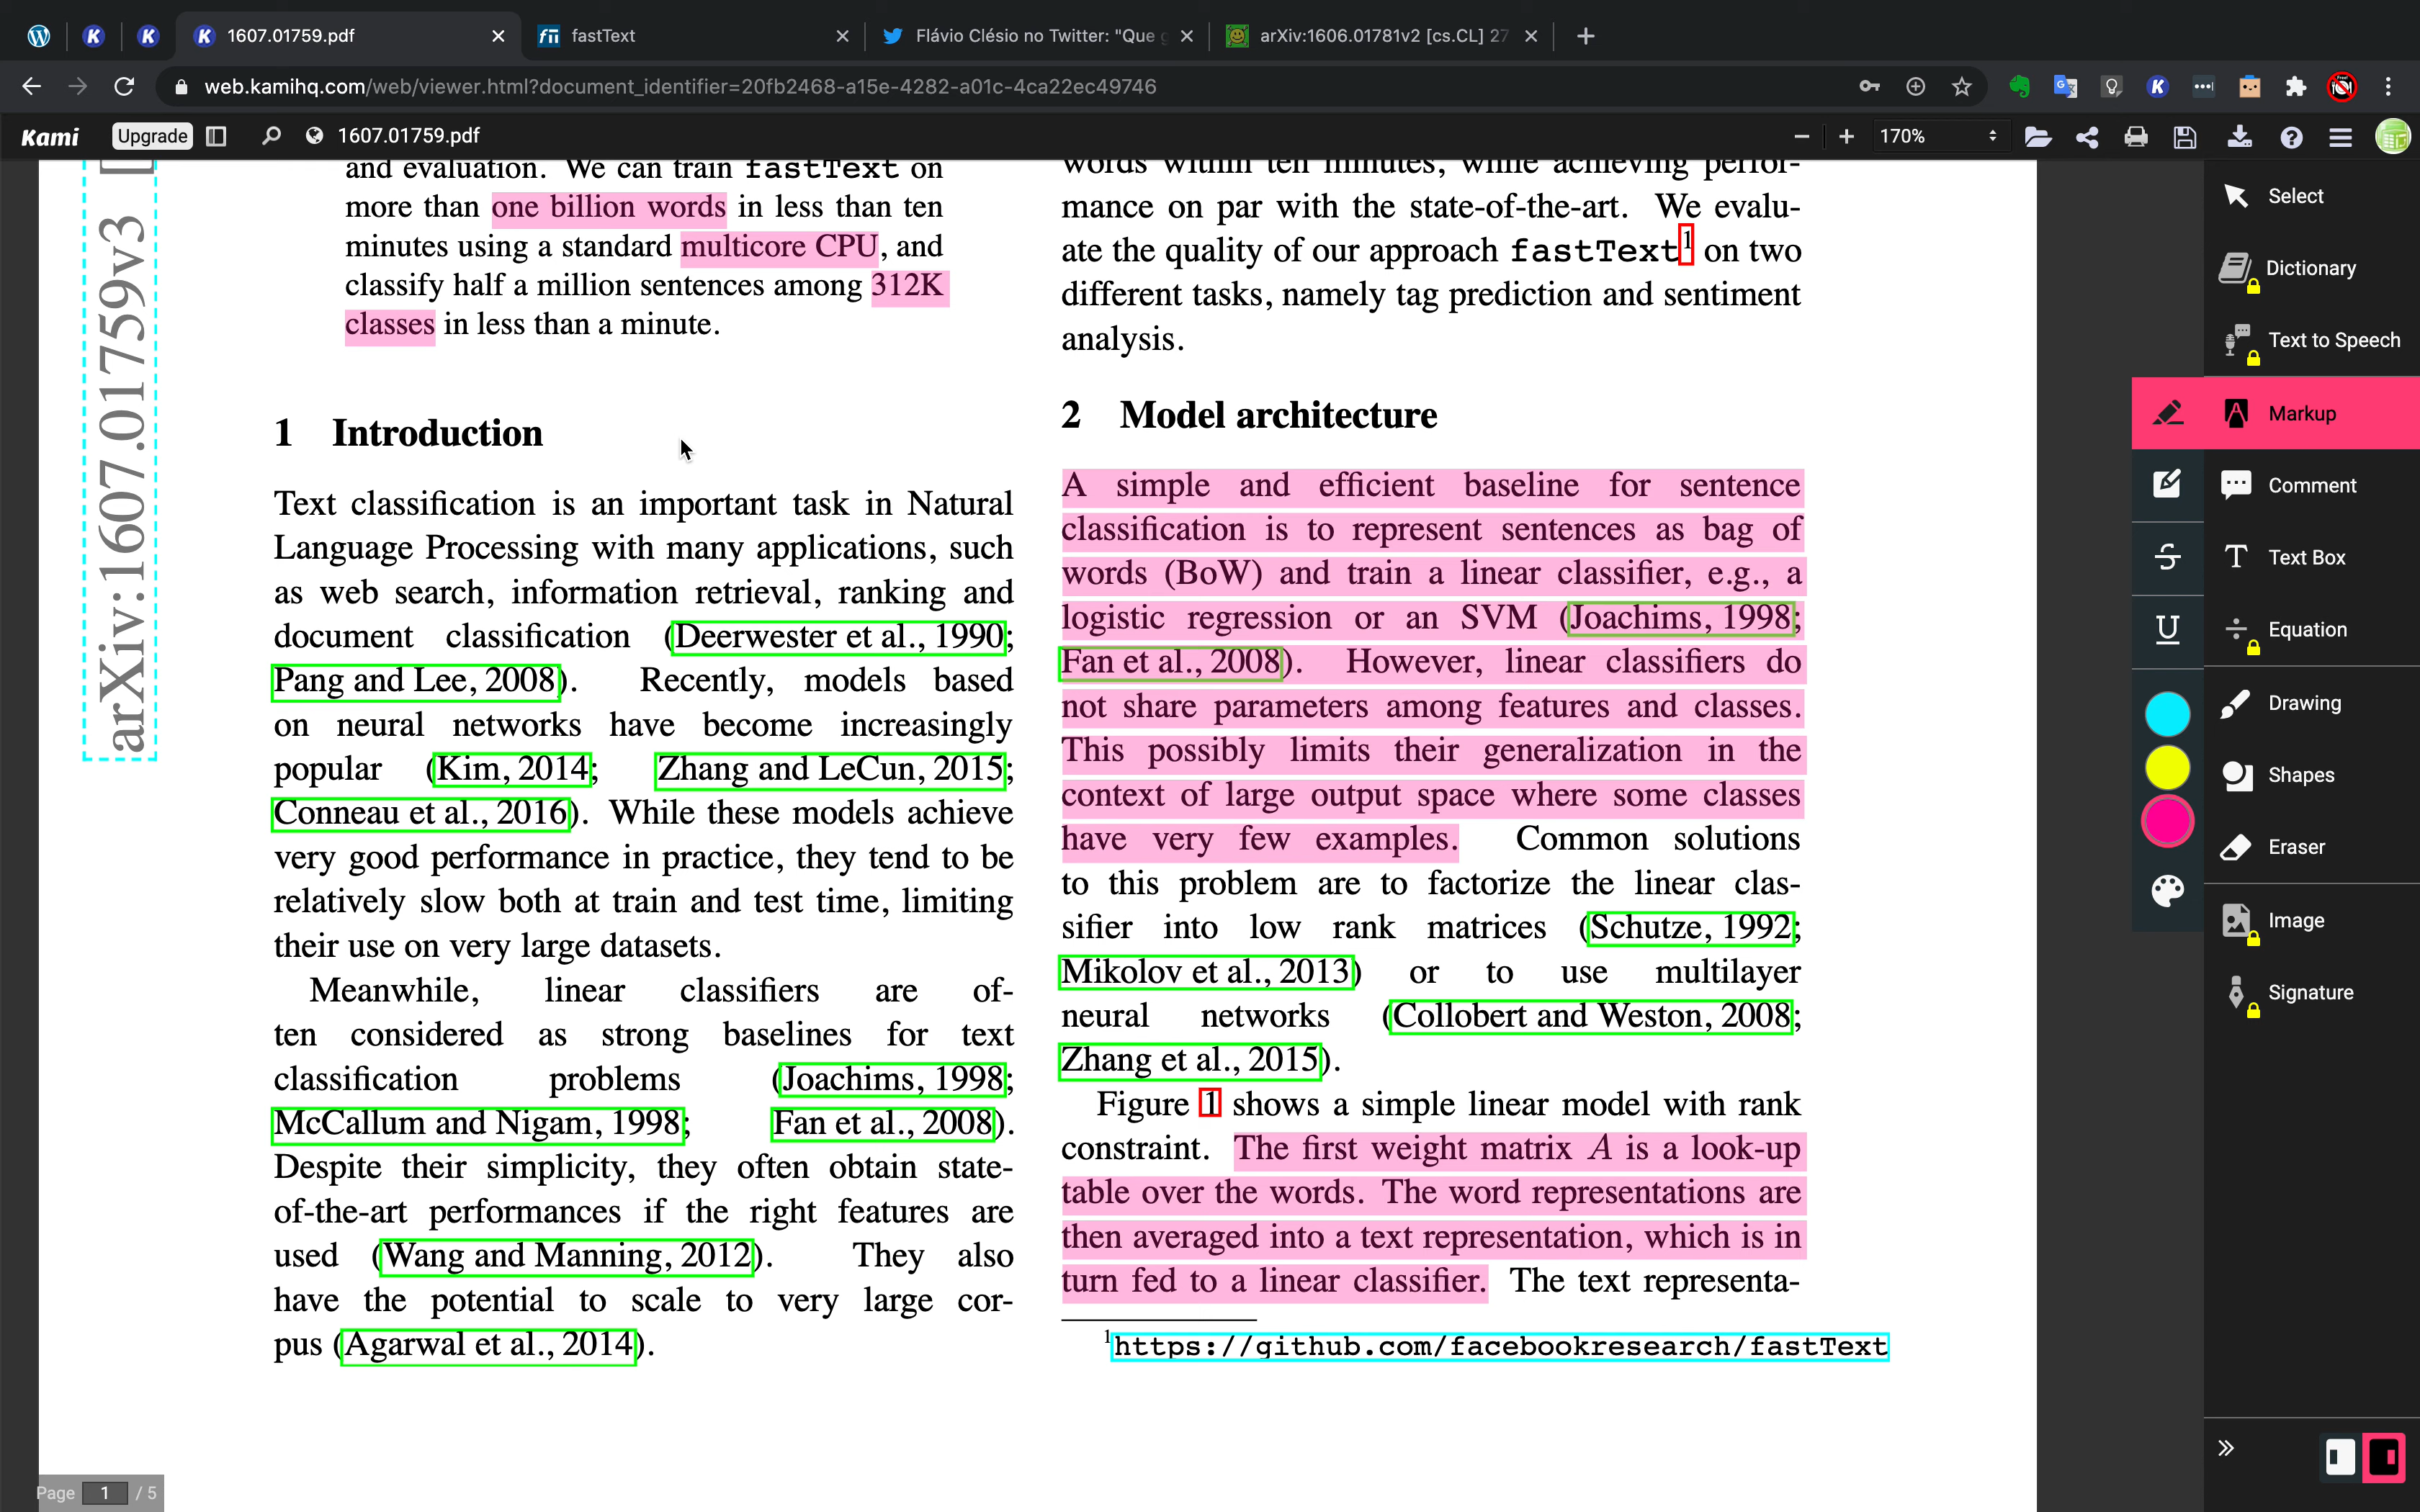 1607.01759.pdf
fastText
Flávio Clésio no Twitter: "Que
arXiv:1606.01781v2 [cs.CL] 27
web.kamihq.com/web/viewer.html?document_identifier=20fb2468-a15e-4282-a01c-4ca22ec49746
Kami
Upgrade
1607.01759.pdf
170%
arXiv:1607.01759v3
and evaluation. We can train fastText on
more than one billion words in less than ten
minutes using a standard multicore CPU, and
classify half a million sentences among 312K
classes in less than a minute.
1 Introduction
Text classification is an important task in Natural
Language Processing with many applications, such
as web search, information retrieval, ranking and
document classification (Deerwester et al., 1990;
Pang and Lee, 2008). Recently, models based
on neural networks have become increasingly
popular (Kim, 2014; Zhang and LeCun, 2015;
Conneau et al., 2016). While these models achieve
very good performance in practice, they tend to be
relatively slow both at train and test time, limiting
their use on very large datasets.
Meanwhile, linear classifiers are of-
ten considered as strong baselines for text
classification problems (Joachims, 1998;
McCallum and Nigam, 1998; Fan et al., 2008).
Despite their simplicity, they often obtain state-
of-the-art performances if the right features are
used (Wang and Manning, 2012). They also
have the potential to scale to very large cor-
pus (Agarwal et al., 2014).
words within ten minutes, while achieving perfor-
mance on par with the state-of-the-art. We evalu-
ate the quality of our approach fastText1 on two
different tasks, namely tag prediction and sentiment
analysis.
2 Model architecture
A simple and efficient baseline for sentence
classification is to represent sentences as bag of
words (BoW) and train a linear classifier, e.g., a
logistic regression or an SVM (Joachims, 1998;
Fan et al., 2008). However, linear classifiers do
not share parameters among features and classes.
This possibly limits their generalization in the
context of large output space where some classes
have very few examples. Common solutions
to this problem are to factorize the linear clas-
sifier into low rank matrices (Schutze, 1992;
Mikolov et al., 2013) or to use multilayer
neural networks (Collobert and Weston, 2008;
Zhang et al., 2015).
Figure 1 shows a simple linear model with rank
constraint. The first weight matrix A is a look-up
table over the words. The word representations are
then averaged into a text representation, which is in
turn fed to a linear classifier. The text representa-
1https://github.com/facebookresearch/fastText
Select
Dictionary
Text to Speech
Markup
Comment
Text Box
Equation
Drawing
Shapes
Eraser
Image
Signature
Page 1 / 5